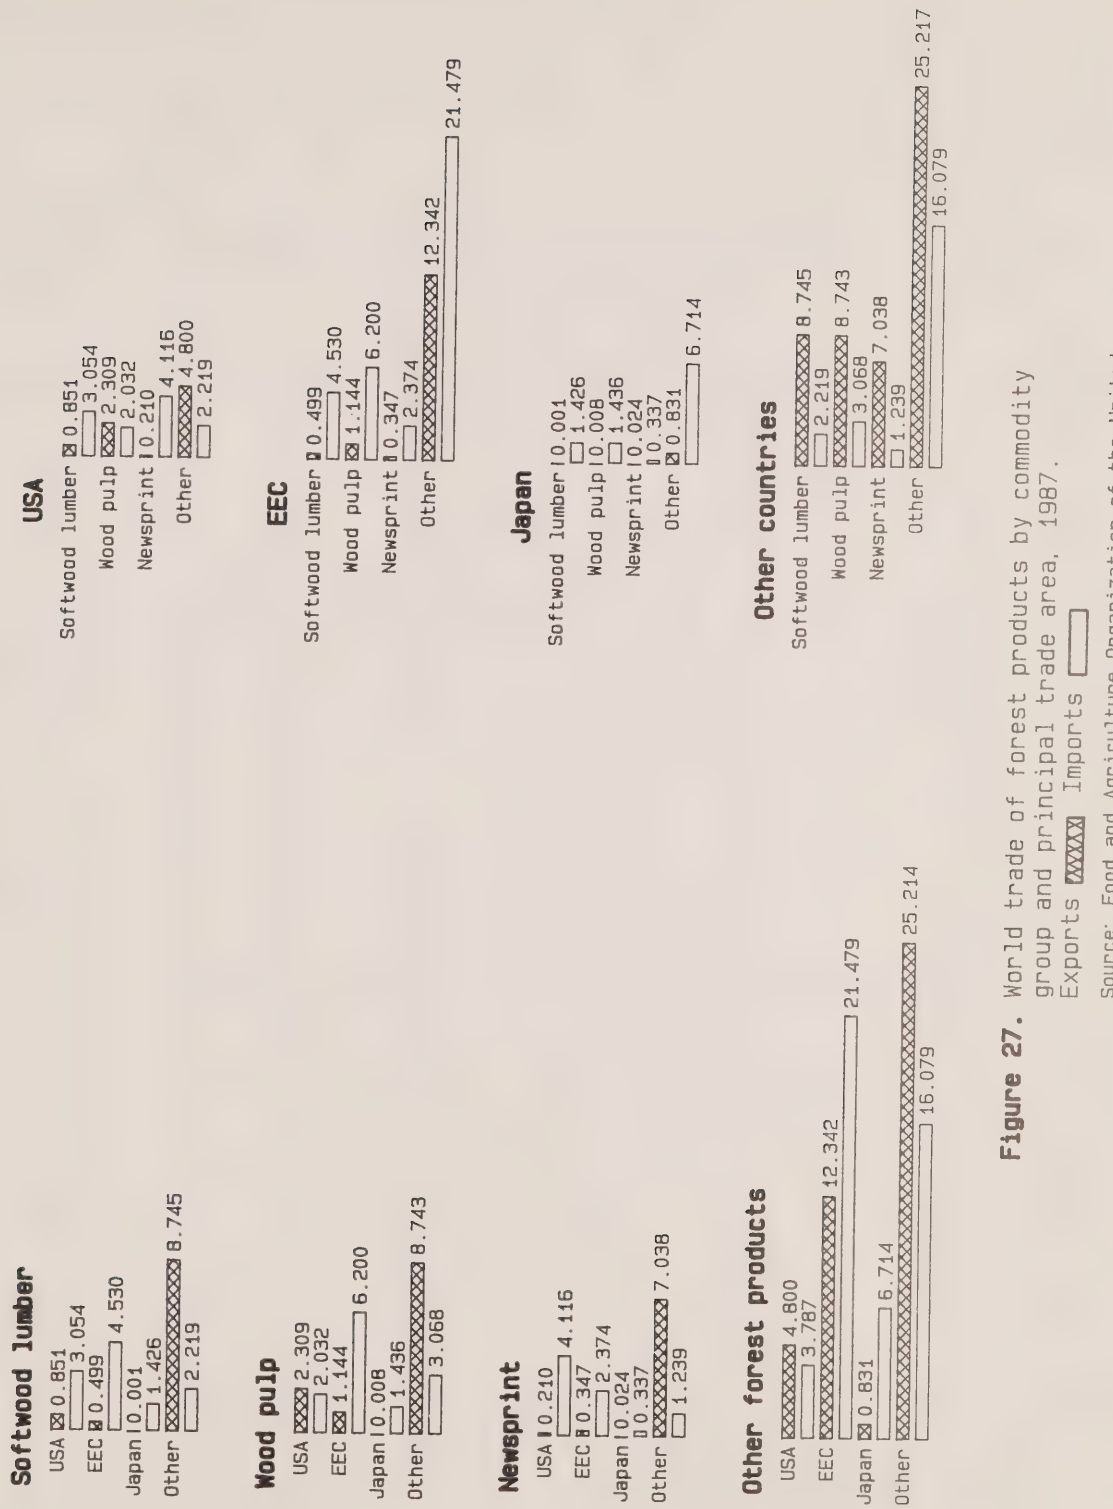 Softwood lumber
USA 0.851
3.054
EEC 0.499
4.530
Japan 0.001
1.426
Other 8.745
2.219
Wood pulp
USA 2.309
2.032
EEC 1.144
6.200
Japan 0.008
1.436
Other 8.743
3.068
Newsprint
USA 0.210
4.116
EEC 0.347
2.374
Japan 0.024
0.337
Other 7.038
1.239
Other forest products
USA 4.800
3.787
EEC 12.342
21.479
Japan 0.831
6.714
Other 25.214
16.079
USA
Softwood lumber 0.851
3.054
Wood pulp 2.309
2.032
Newsprint 0.210
4.116
Other 4.800
2.219
EEC
Softwood lumber 0.499
4.530
Wood pulp 1.144
6.200
Newsprint 0.347
2.374
Other 12.342
21.479
Japan
Softwood lumber 0.001
1.426
Wood pulp 0.008
1.436
Newsprint 0.024
0.337
Other 0.831
6.714
Other countries
Softwood lumber 8.745
2.219
Wood pulp 8.743
3.068
Newsprint 7.038
1.239
Other 25.217
16.079
Figure 27. World trade of forest products by commodity
group and principal trade area, 1987.
Exports Imports
Source: Food and Agriculture Organization of the